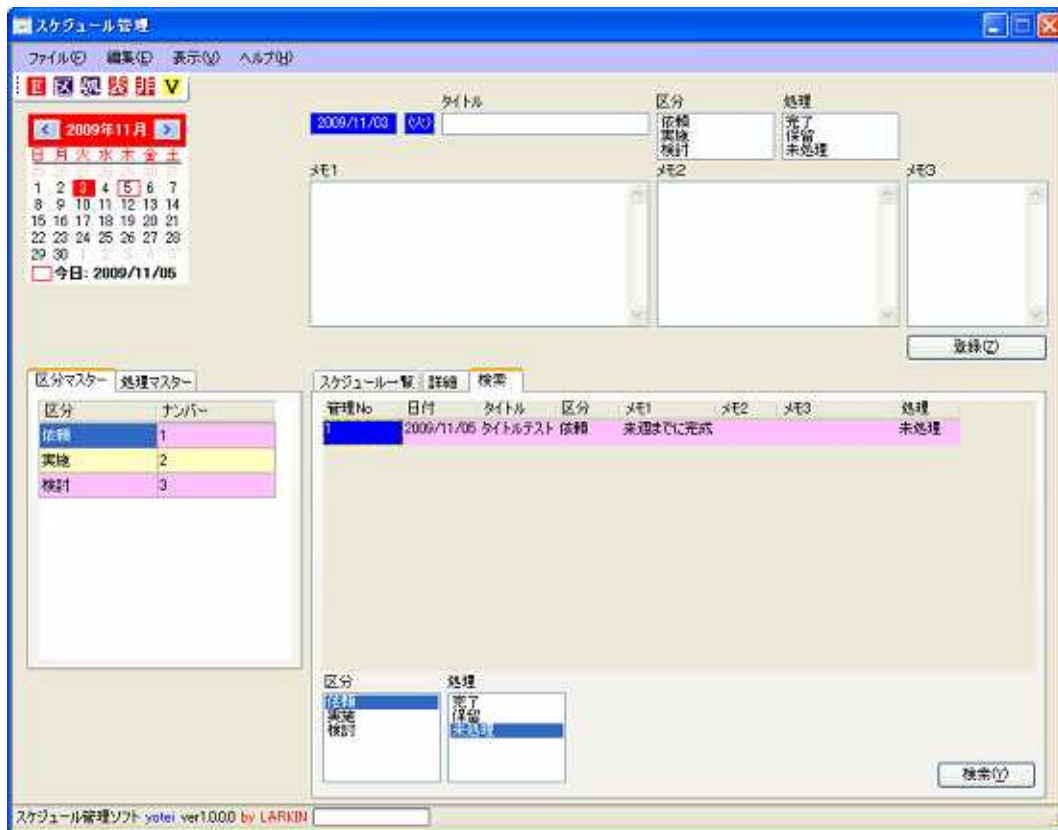 スケジュール管理
ファイル(F) 編集(E) 表示(V) ヘルプ(H)
V
タイトル 区分 処理
2009/11/03 (火)
依頼 完了
実施 保留
検討 未処理
2009年11月
日 月 火 水 木 金 土
1 2 3 4 5 6 7
8 9 10 11 12 13 14
15 16 17 18 19 20 21
22 23 24 25 26 27 28
29 30 1 2 3 4 5
今日: 2009/11/05
メモ1 メモ2 メモ3
登録(Z)
区分マスター 処理マスター
区分 ナンバー
依頼 1
実施 2
検討 3
スケジュール一覧 詳細 検索
管理No 日付 タイトル 区分 メモ1 メモ2 メモ3 処理
1 2009/11/05 タイトルテスト 依頼 来週までに完成 未処理
区分 処理
依頼 完了
実施 保留
検討 未処理
検索(Y)
スケジュール管理ソフト yotei ver1.0.0.0 by LARKIN